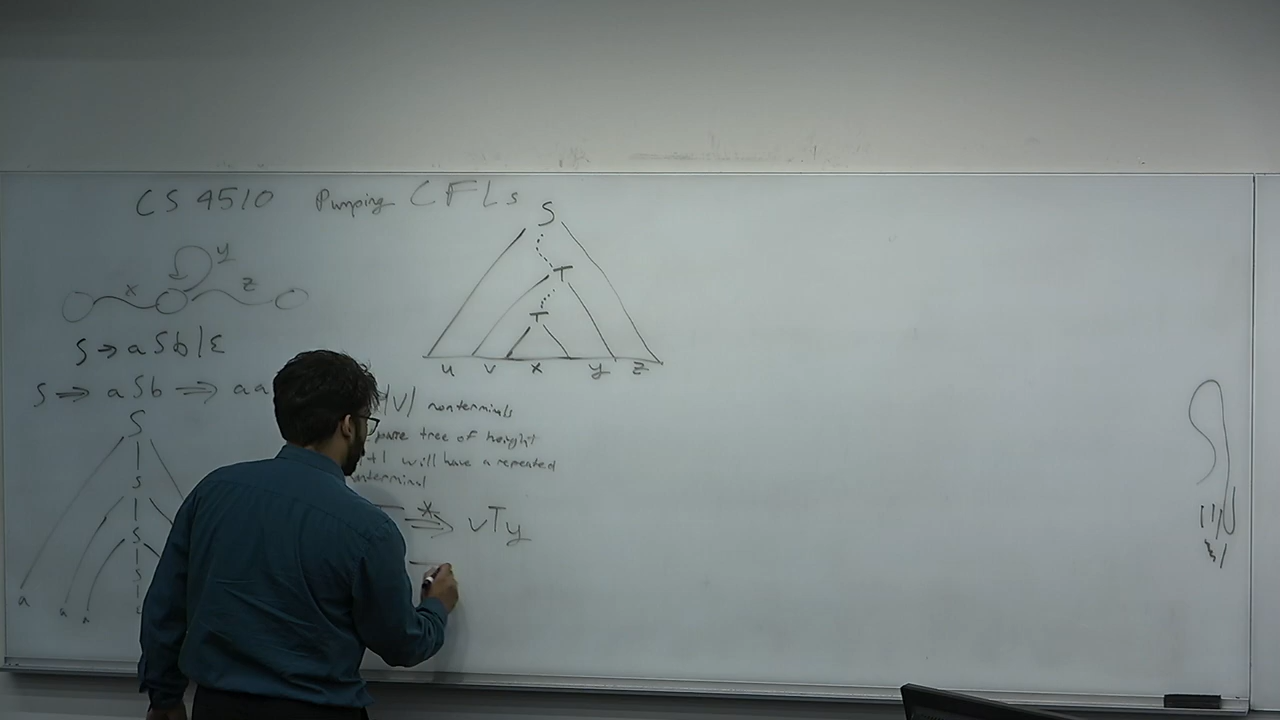 CS 4510 Pumping CFLs
y
x
z
S → aSb | ε
S ⇒ aSb ⇒ aa
S
S
S
S
ε
a
a
a
S
T
T
u v x y z
|V| nonterminals
parse tree of height
+1 will have a repeated
nonterminal
⇒* vTy